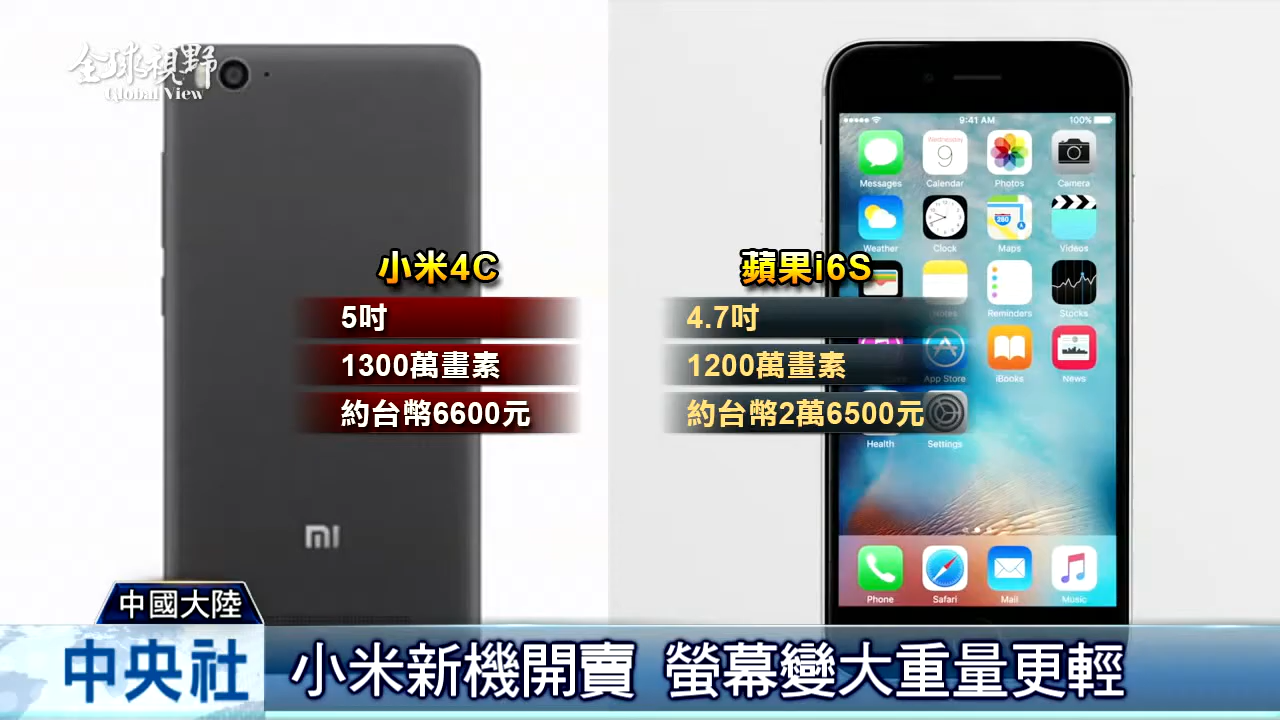 全球視野
Global View
小米4C
5吋
1300萬畫素
約台幣6600元
蘋果i6S
4.7吋
1200萬畫素
約台幣2萬6500元
9:41 AM
100%
Messages
Wednesday
9
Calendar
Photos
Camera
Weather
Clock
280
Maps
Videos
Notes
Reminders
Stocks
App Store
iBooks
News
Health
Settings
Phone
Safari
Mail
Music
MI
中國大陸
中央社
小米新機開賣 螢幕變大重量更輕